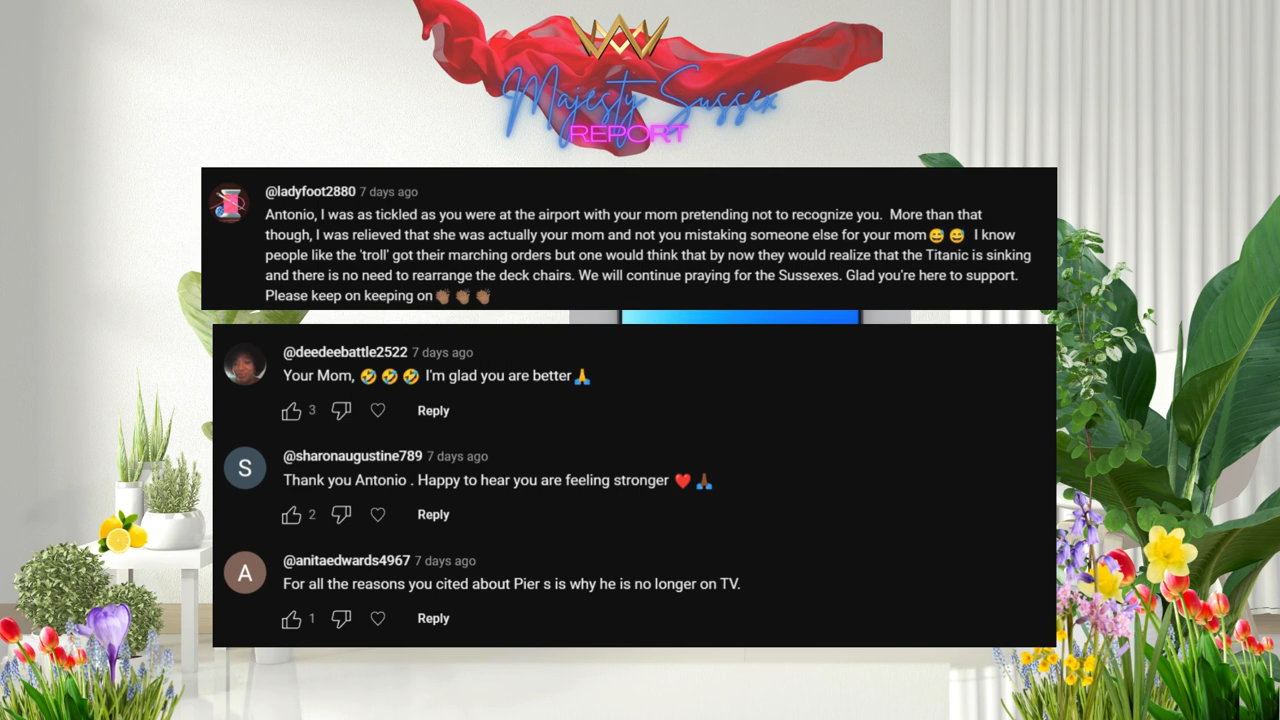 Majesty Sussex
REPORT
@ladyfoot2880 7 days ago
Antonio, I was as tickled as you were at the airport with your mom pretending not to recognize you. More than that
though, I was relieved that she was actually your mom and not you mistaking someone else for your mom😅 😅 I know
people like the 'troll' got their marching orders but one would think that by now they would realize that the Titanic is sinking
and there is no need to rearrange the deck chairs. We will continue praying for the Sussexes. Glad you're here to support.
Please keep on keeping on👏🏽 👏🏽 👏🏽
@deedeebattle2522 7 days ago
Your Mom, 🤣 🤣 🤣 I'm glad you are better🙏
3 Reply
S
@sharonaugustine789 7 days ago
Thank you Antonio . Happy to hear you are feeling stronger ❤️ 🙏🏾
2 Reply
A
@anitaedwards4967 7 days ago
For all the reasons you cited about Pier s is why he is no longer on TV.
1 Reply